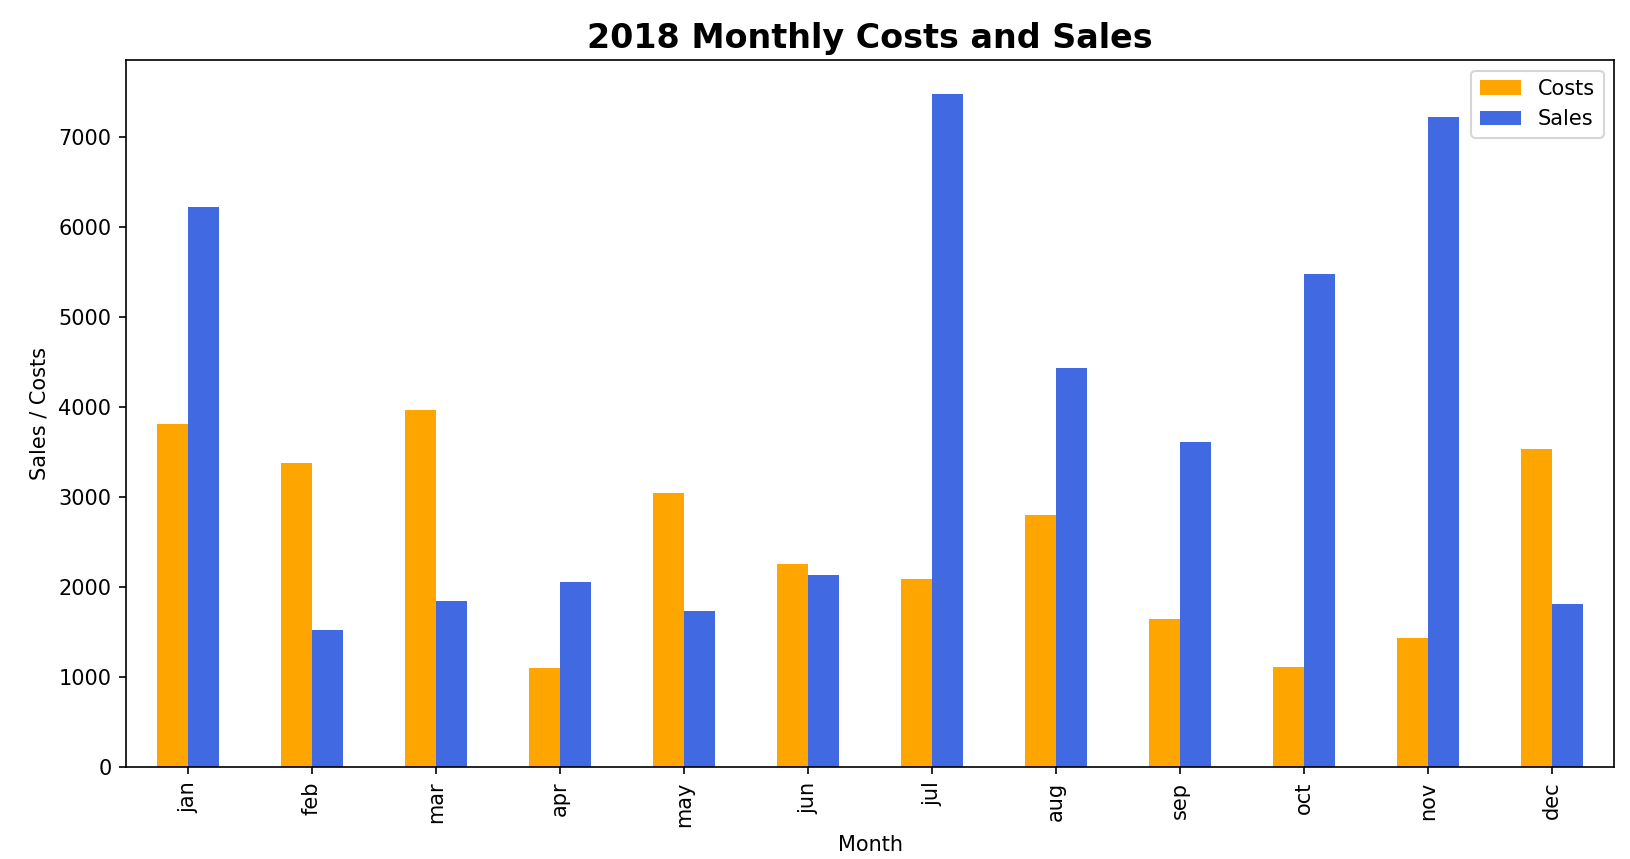 2018 Monthly Costs and Sales
Costs
Sales
7000
6000
5000
4000
3000
2000
1000
0
Sales / Costs
jan
feb
mar
apr
may
jun
jul
aug
sep
oct
nov
dec
Month